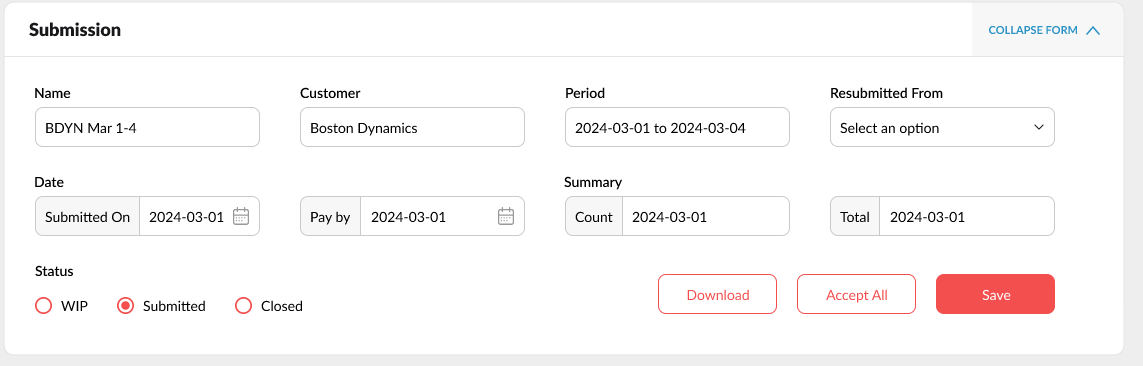 Submission
COLLAPSE FORM
Name Customer Period Resubmitted From
BDYN Mar 1-4 Boston Dynamics 2024-03-01 to 2024-03-04 Select an option
Date Summary
Submitted On 2024-03-01 Pay by 2024-03-01 Count 2024-03-01 Total 2024-03-01
Status
WIP Submitted Closed
Download Accept All Save